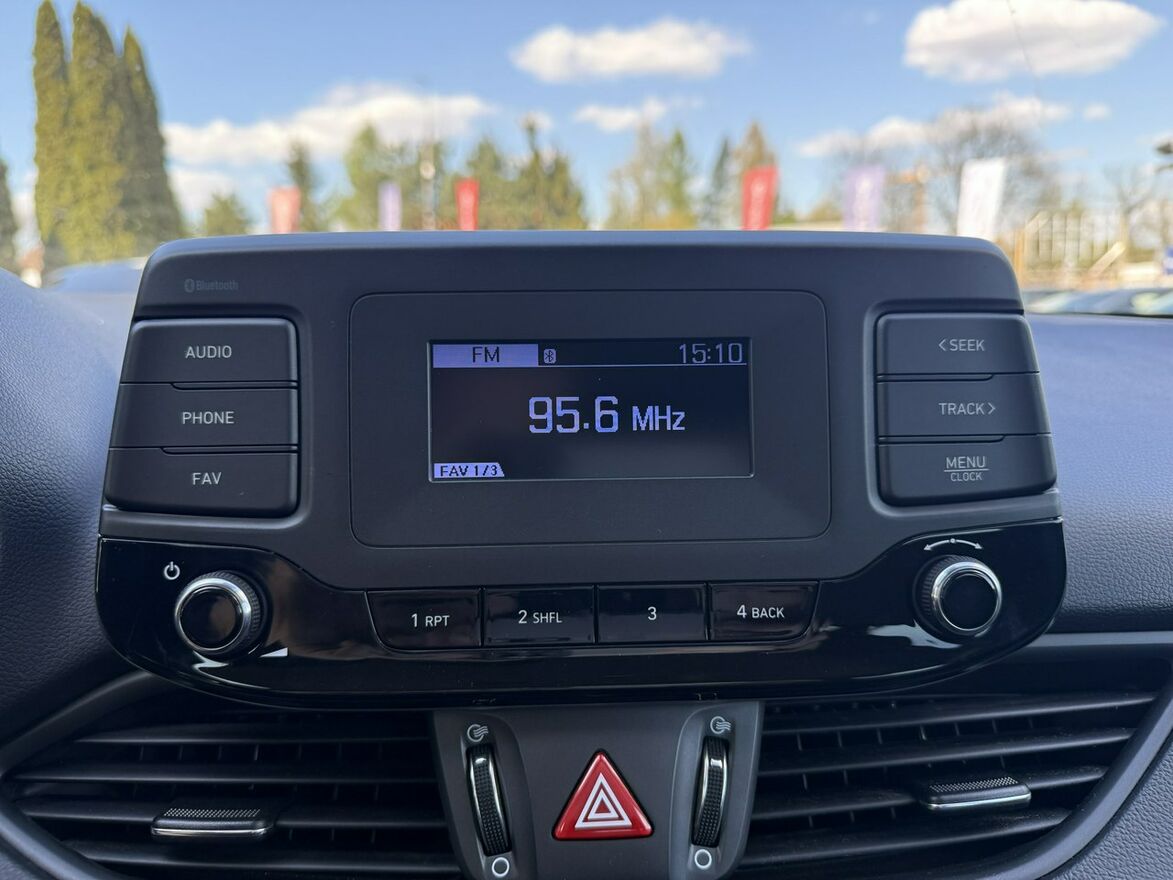 Bluetooth
AUDIO
PHONE
FAV
FM 15:10
95.6 MHz
FAV 1/3
<SEEK
TRACK>
MENU
CLOCK
1 RPT
2 SHFL
3
4 BACK